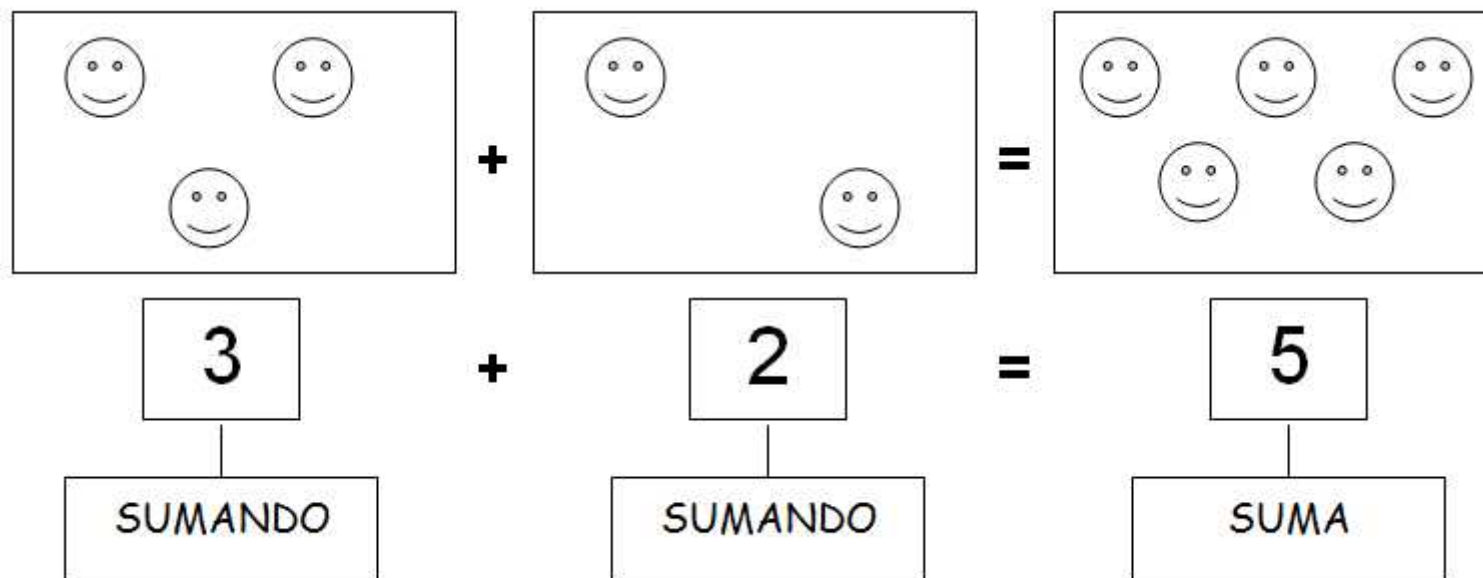 + =
3 + 2 = 5
SUMANDO SUMANDO SUMA